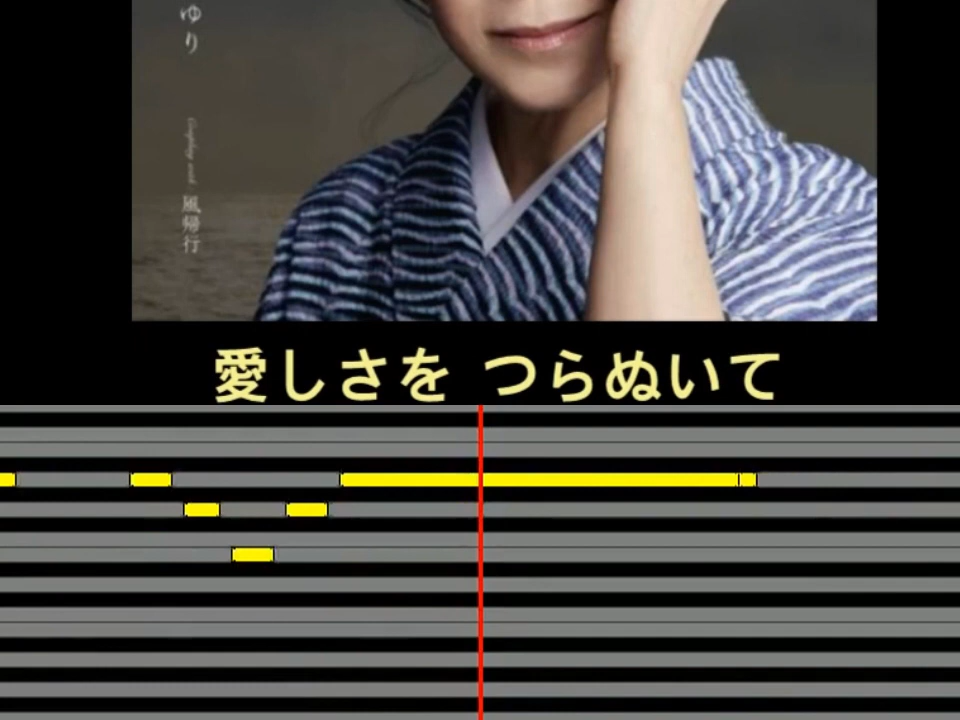 ゆり
風帰行
愛しさを つらぬいて